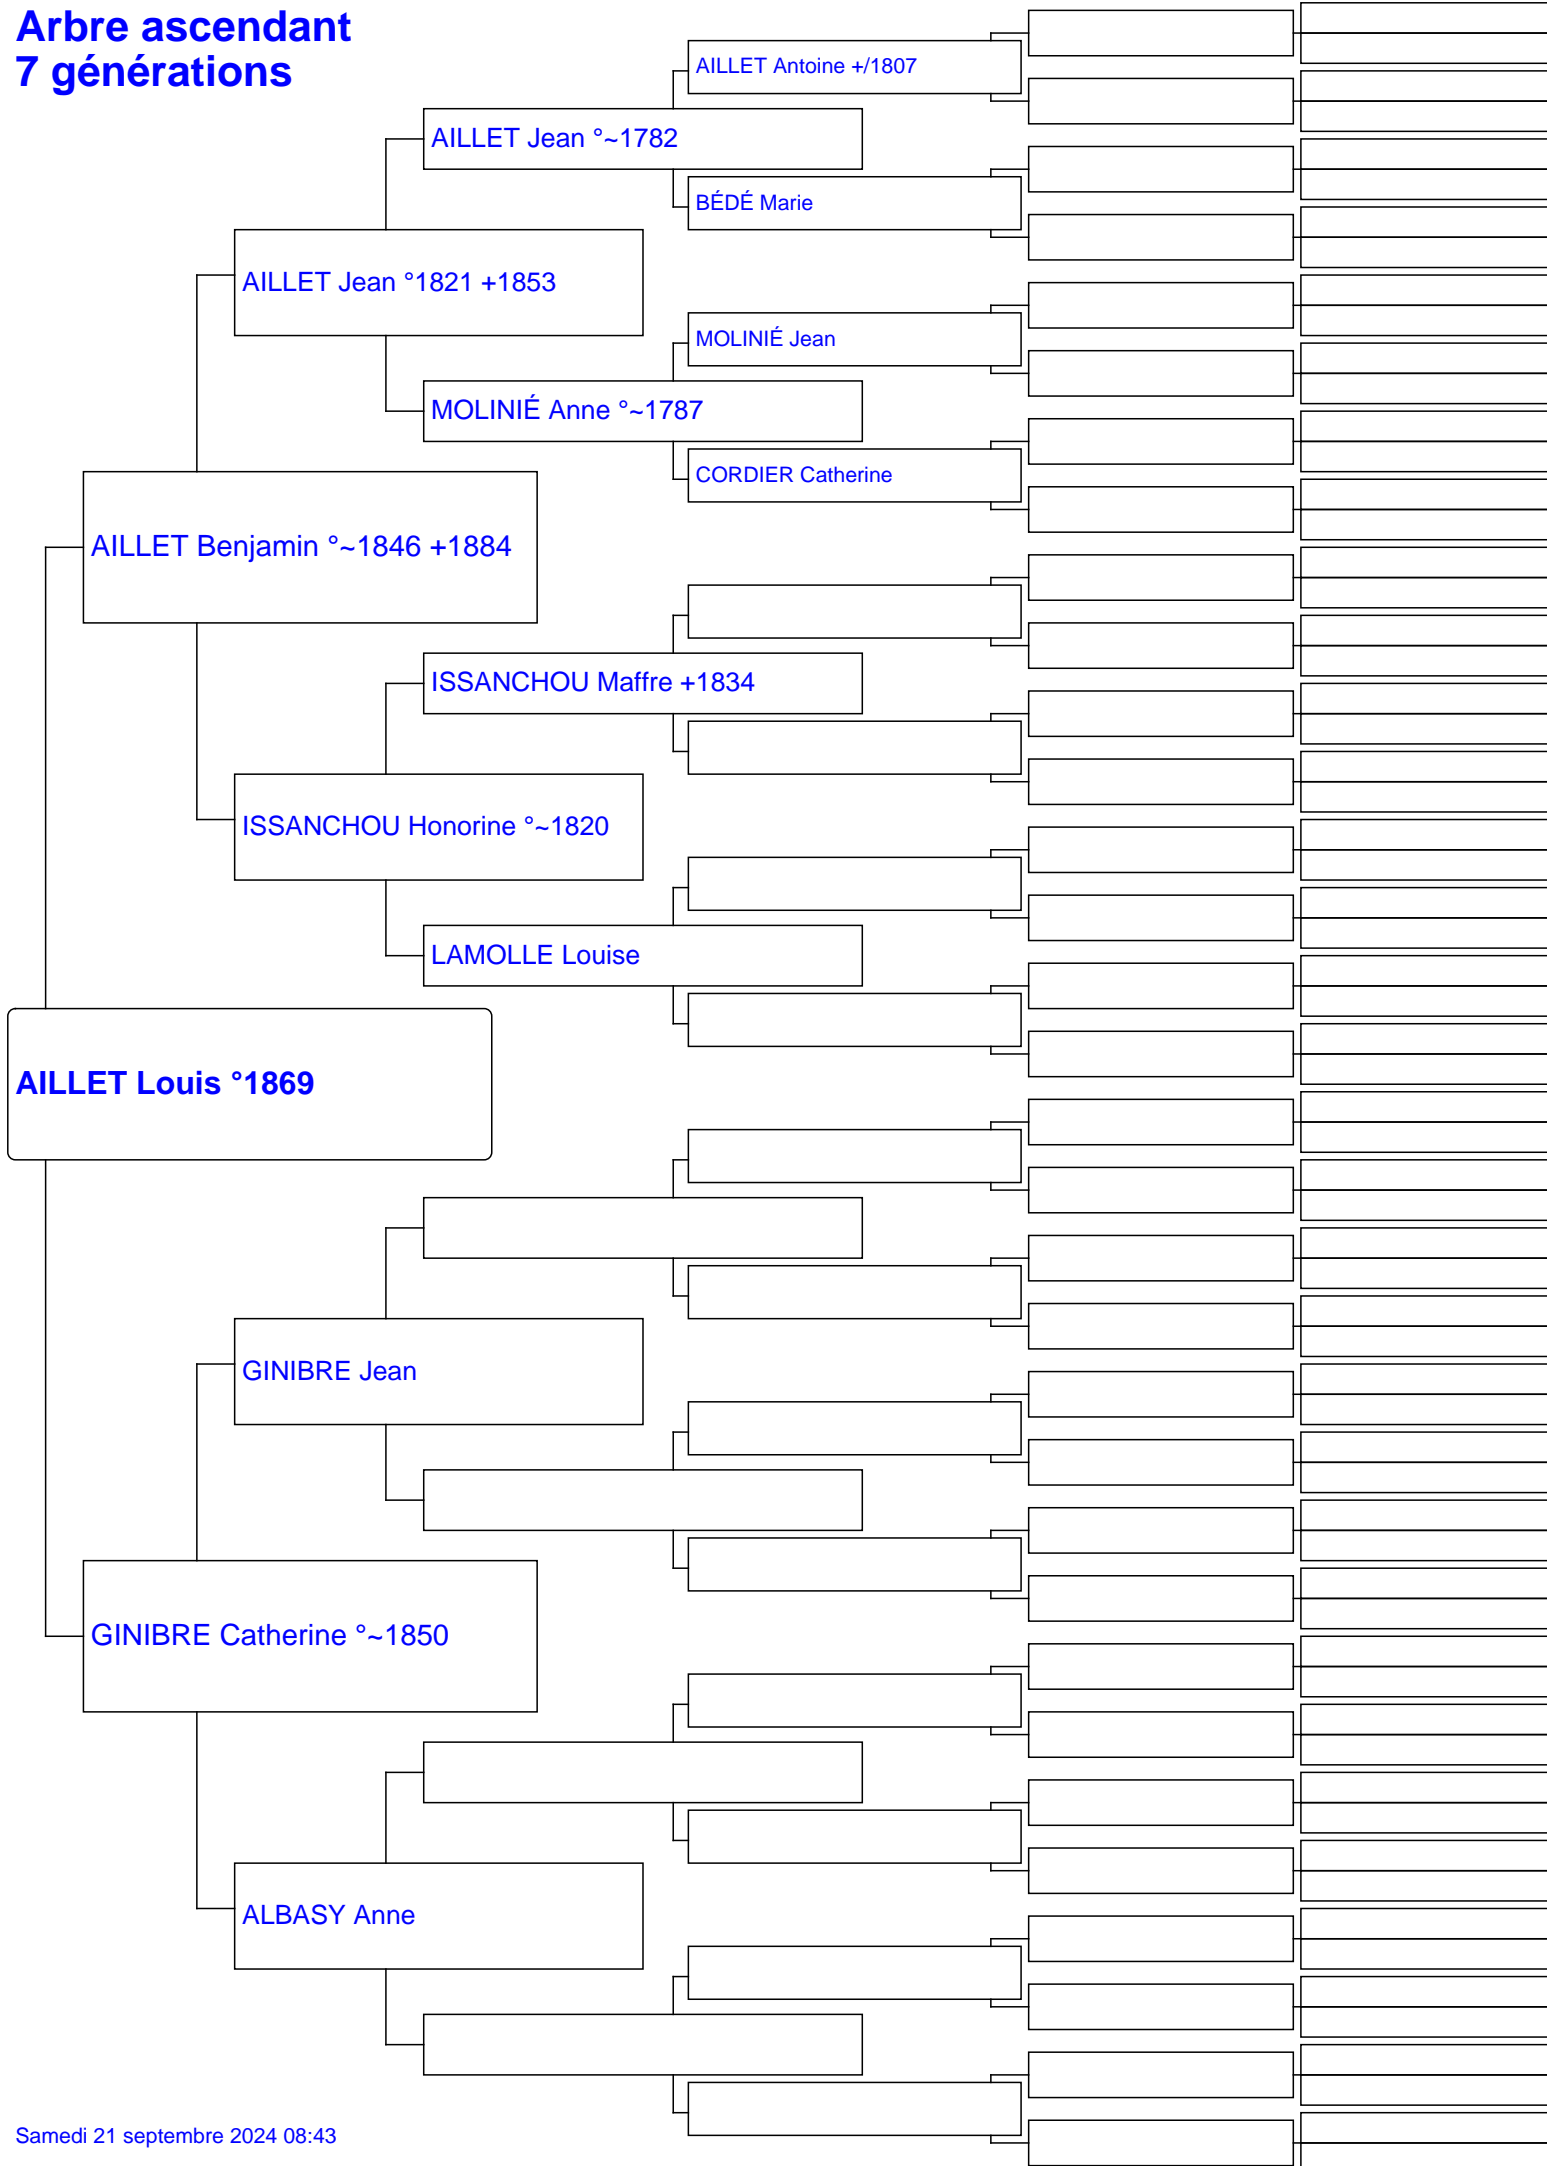 Arbre ascendant
7 générations
AILLET Antoine +/1807
AILLET Jean °~1782
BÉDÉ Marie
AILLET Jean °1821 +1853
MOLINIÉ Jean
MOLINIÉ Anne °~1787
CORDIER Catherine
AILLET Benjamin °~1846 +1884
ISSANCHOU Maffre +1834
ISSANCHOU Honorine °~1820
LAMOLLE Louise
AILLET Louis °1869
GINIBRE Jean
GINIBRE Catherine °~1850
ALBASY Anne
Samedi 21 septembre 2024 08:43